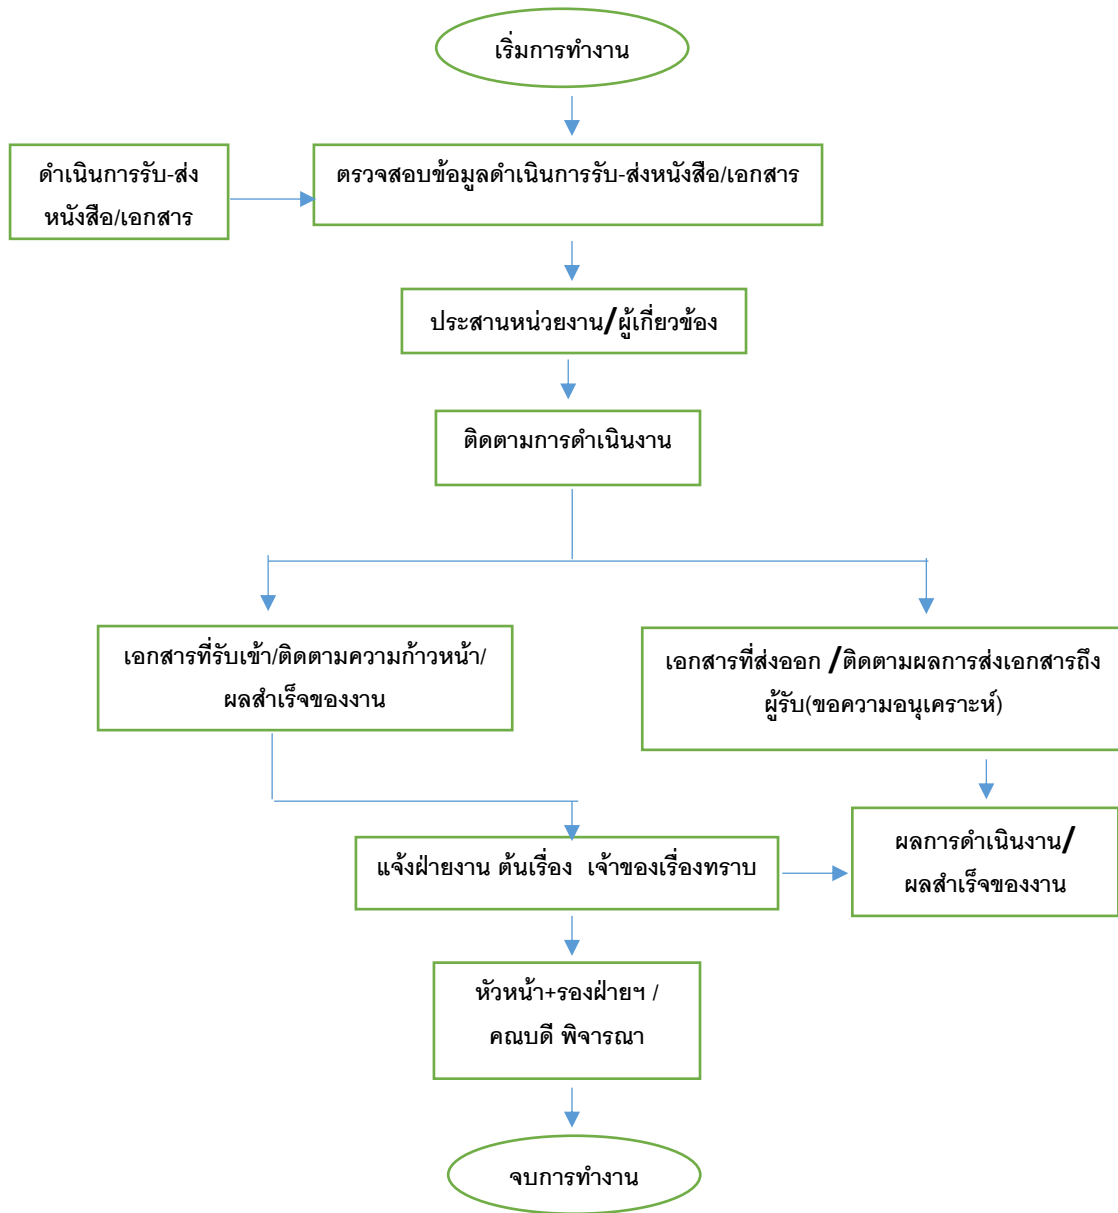 เริ่มการทำงาน
ดำเนินการรับ-ส่ง
หนังสือ/เอกสาร
ตรวจสอบข้อมูลดำเนินการรับ-ส่งหนังสือ/เอกสาร
ประสานหน่วยงาน/ผู้เกี่ยวข้อง
ติดตามการดำเนินงาน
เอกสารที่รับเข้า/ติดตามความก้าวหน้า/
ผลสำเร็จของงาน
เอกสารที่ส่งออก /ติดตามผลการส่งเอกสารถึง
ผู้รับ(ขอความอนุเคราะห์)
แจ้งฝ่ายงาน ต้นเรื่อง เจ้าของเรื่องทราบ
ผลการดำเนินงาน/
ผลสำเร็จของงาน
หัวหน้า+รองฝ่ายฯ /
คณบดี พิจารณา
จบการทำงาน